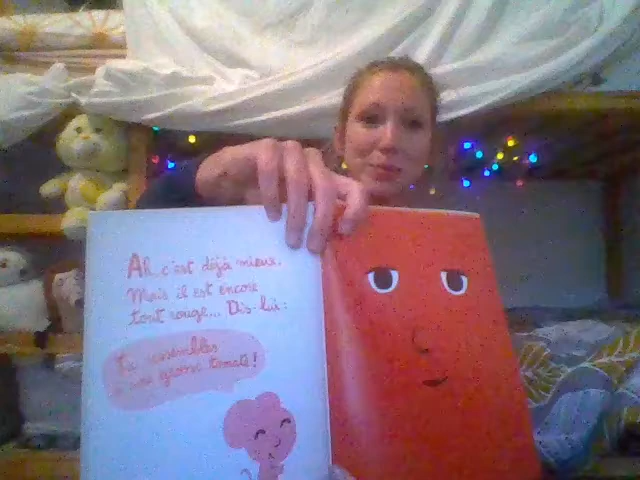 Ah, c'est déjà mieux.
Mais il est encore
tout rouge... Dis-lui :
Tu ressembles
à une grosse tomate !